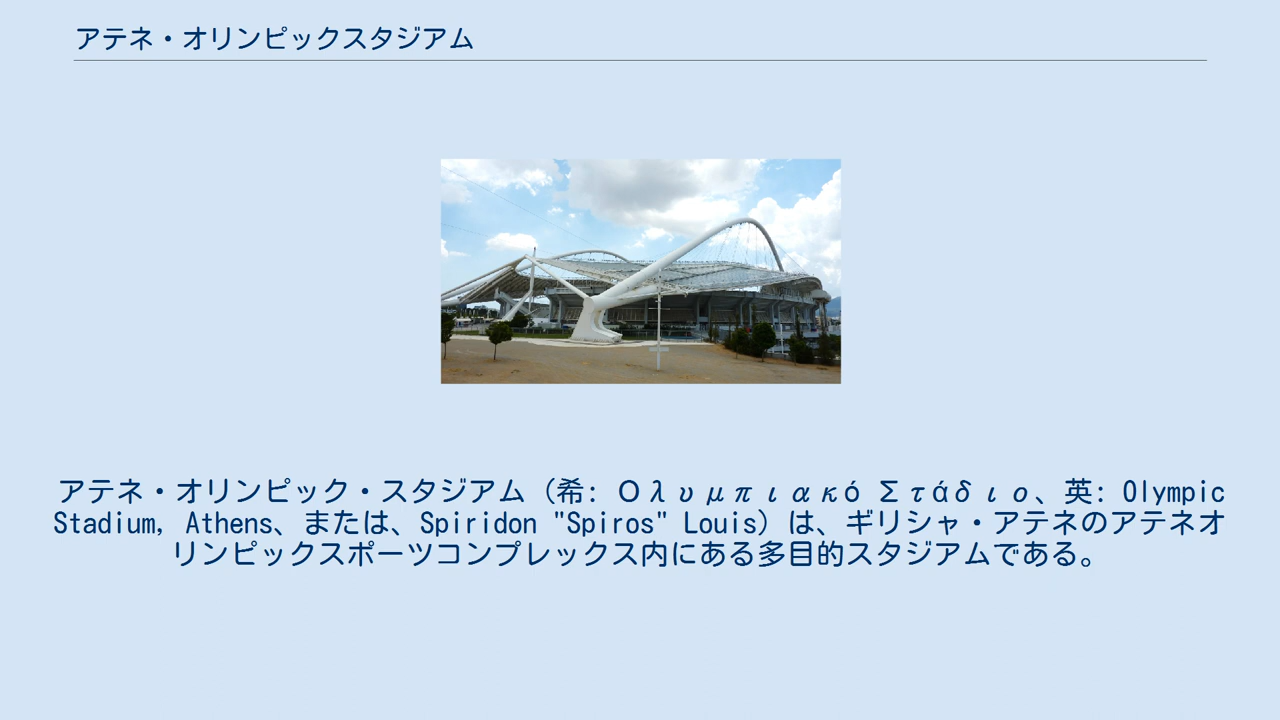 アテネ・オリンピックスタジアム
アテネ・オリンピック・スタジアム（希: Ολυμπιακό Στάδιο、英: Olympic
Stadium, Athens、または、Spiridon "Spiros" Louis）は、ギリシャ・アテネのアテネオ
リンピックスポーツコンプレックス内にある多目的スタジアムである。